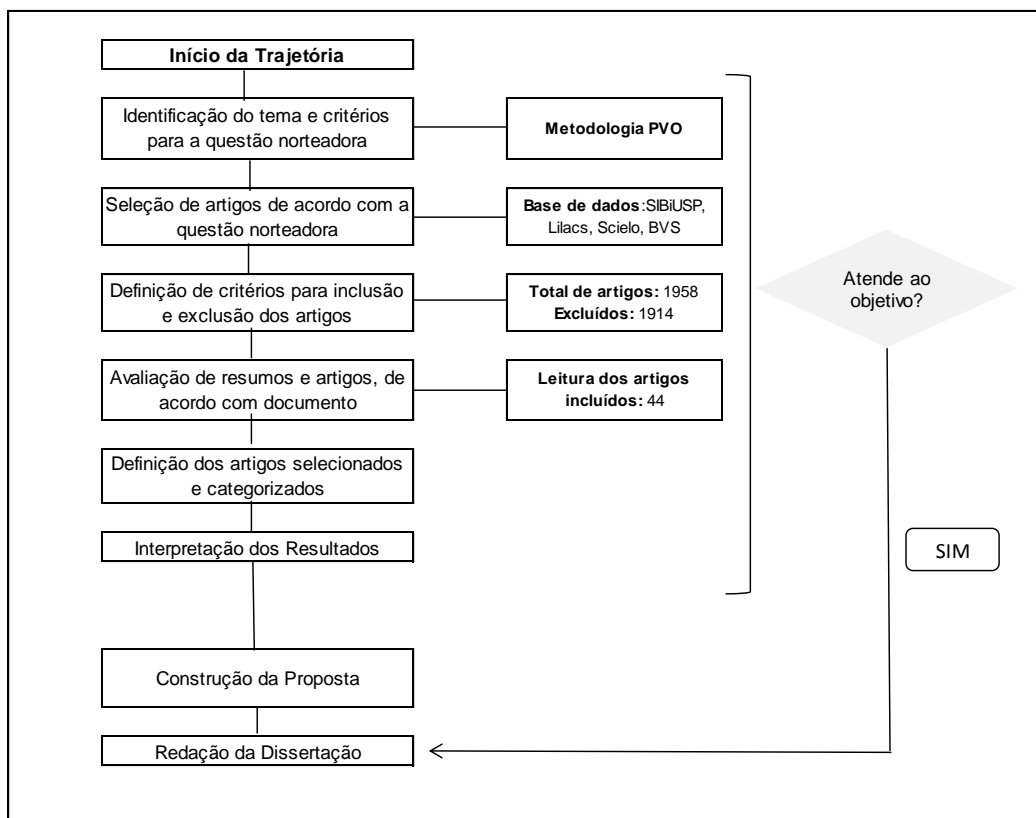 Início da Trajetória
Identificação do tema e critérios
para a questão norteadora
Metodologia PVO
Seleção de artigos de acordo com a
questão norteadora
Base de dados:SIBiUSP,
Lilacs, Scielo, BVS
Definição de critérios para inclusão
e exclusão dos artigos
Total de artigos: 1958
Excluídos: 1914
Avaliação de resumos e artigos, de
acordo com documento
Leitura dos artigos
incluídos: 44
Definição dos artigos selecionados
e categorizados
Interpretação dos Resultados
Construção da Proposta
Redação da Dissertação
Atende ao
objetivo?
SIM